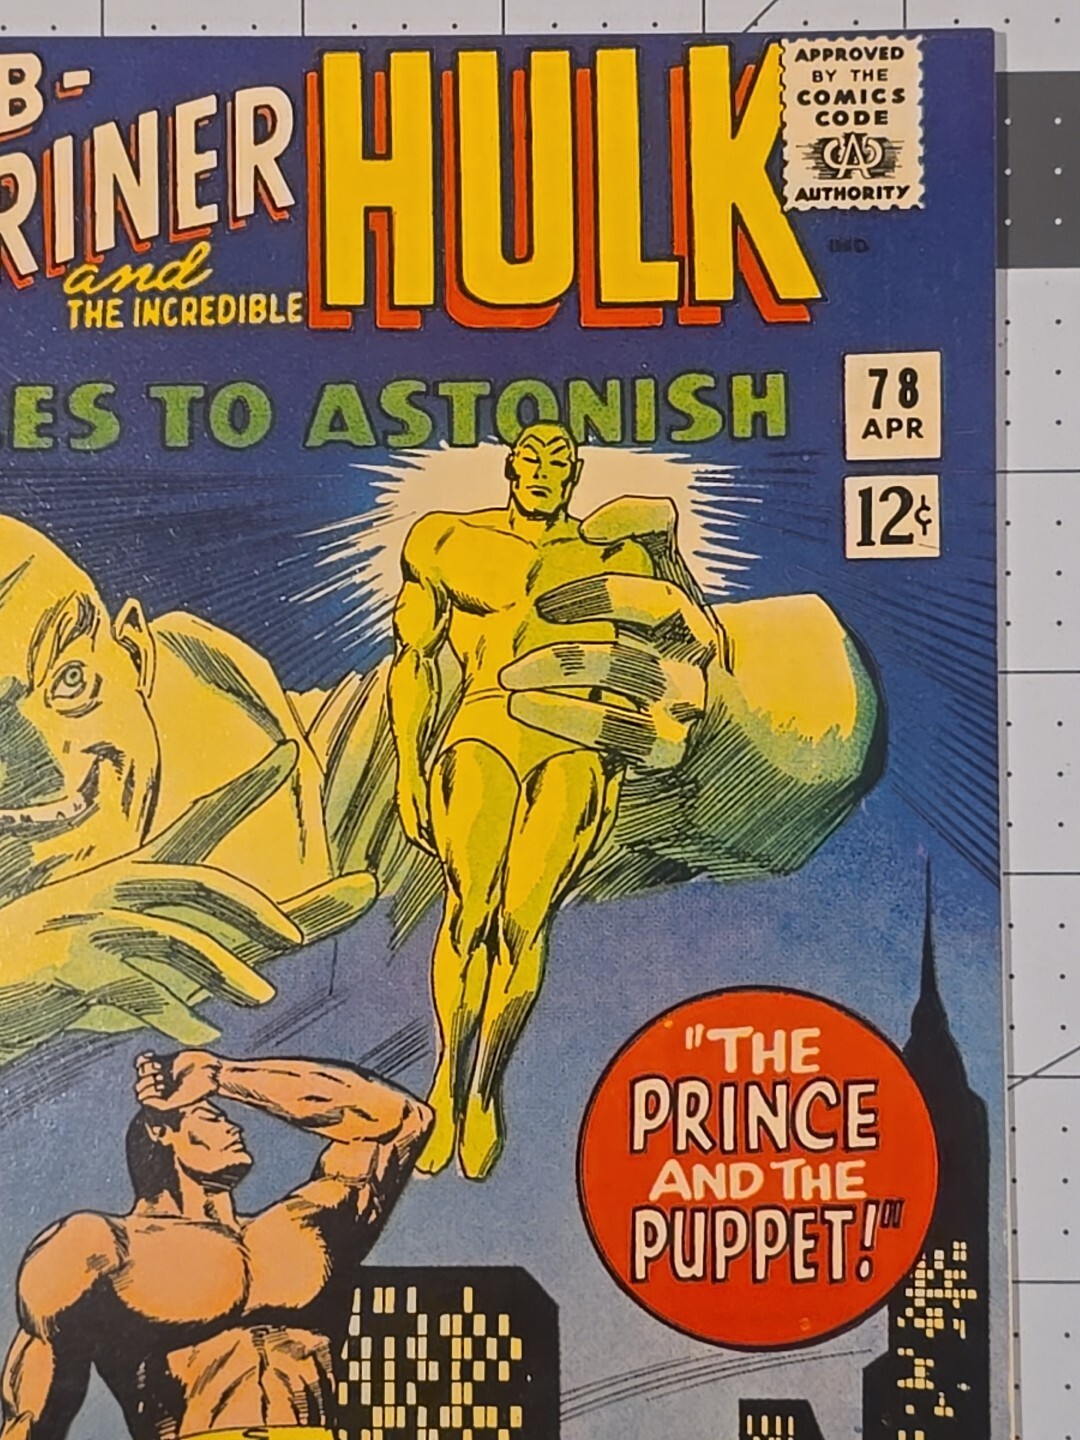 B-
RINER
and
THE INCREDIBLE
HULK
APPROVED
BY THE
COMICS
CODE
CA
AUTHORITY
IND.
ES TO ASTONISH
78
APR
12¢
"THE
PRINCE
AND THE
PUPPET!"